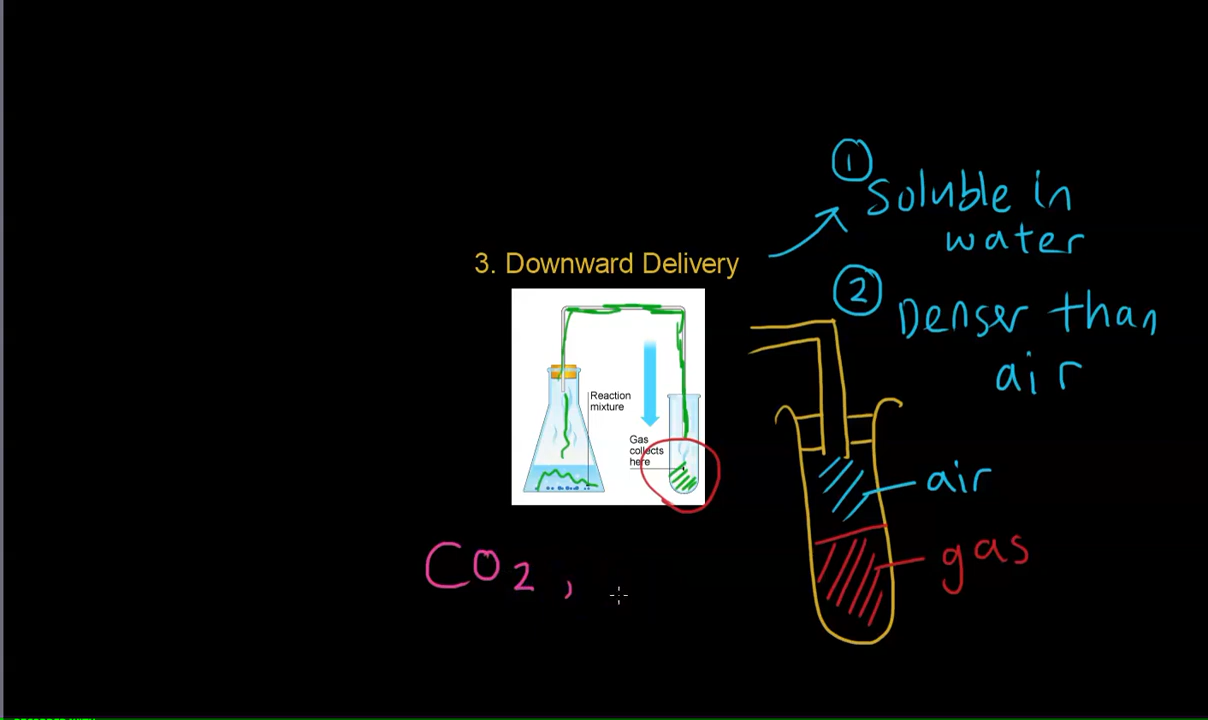 ①
Soluble in
water
3. Downward Delivery
②
Denser than
air
Reaction
mixture
Gas
collects
here
air
gas
CO2,